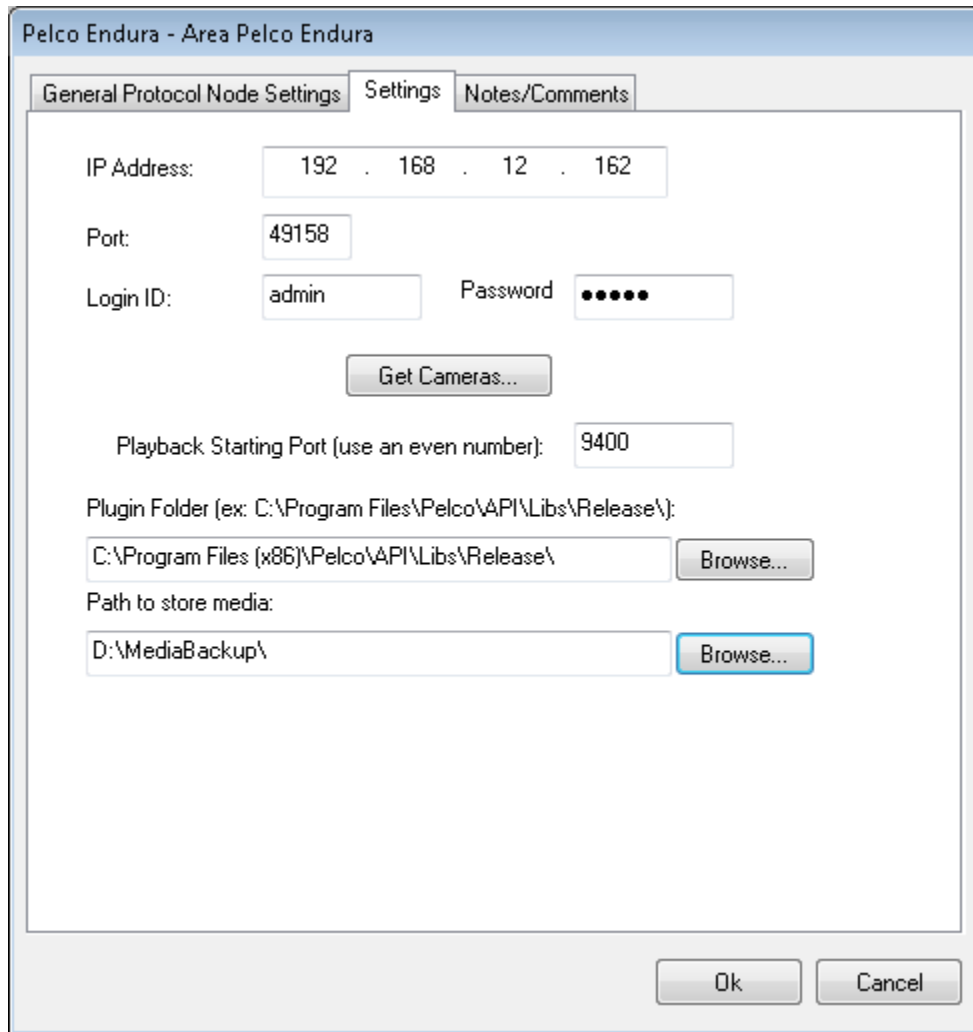 Pelco Endura - Area Pelco Endura
General Protocol Node Settings Settings Notes/Comments
IP Address: 192 . 168 . 12 . 162
Port: 49158
Login ID: admin Password ●●●●●
Get Cameras...
Playback Starting Port (use an even number): 9400
Plugin Folder (ex: C:\Program Files\Pelco\API\Libs\Release\):
C:\Program Files (x86)\Pelco\API\Libs\Release\ Browse...
Path to store media:
D:\MediaBackup\ Browse...
Ok Cancel